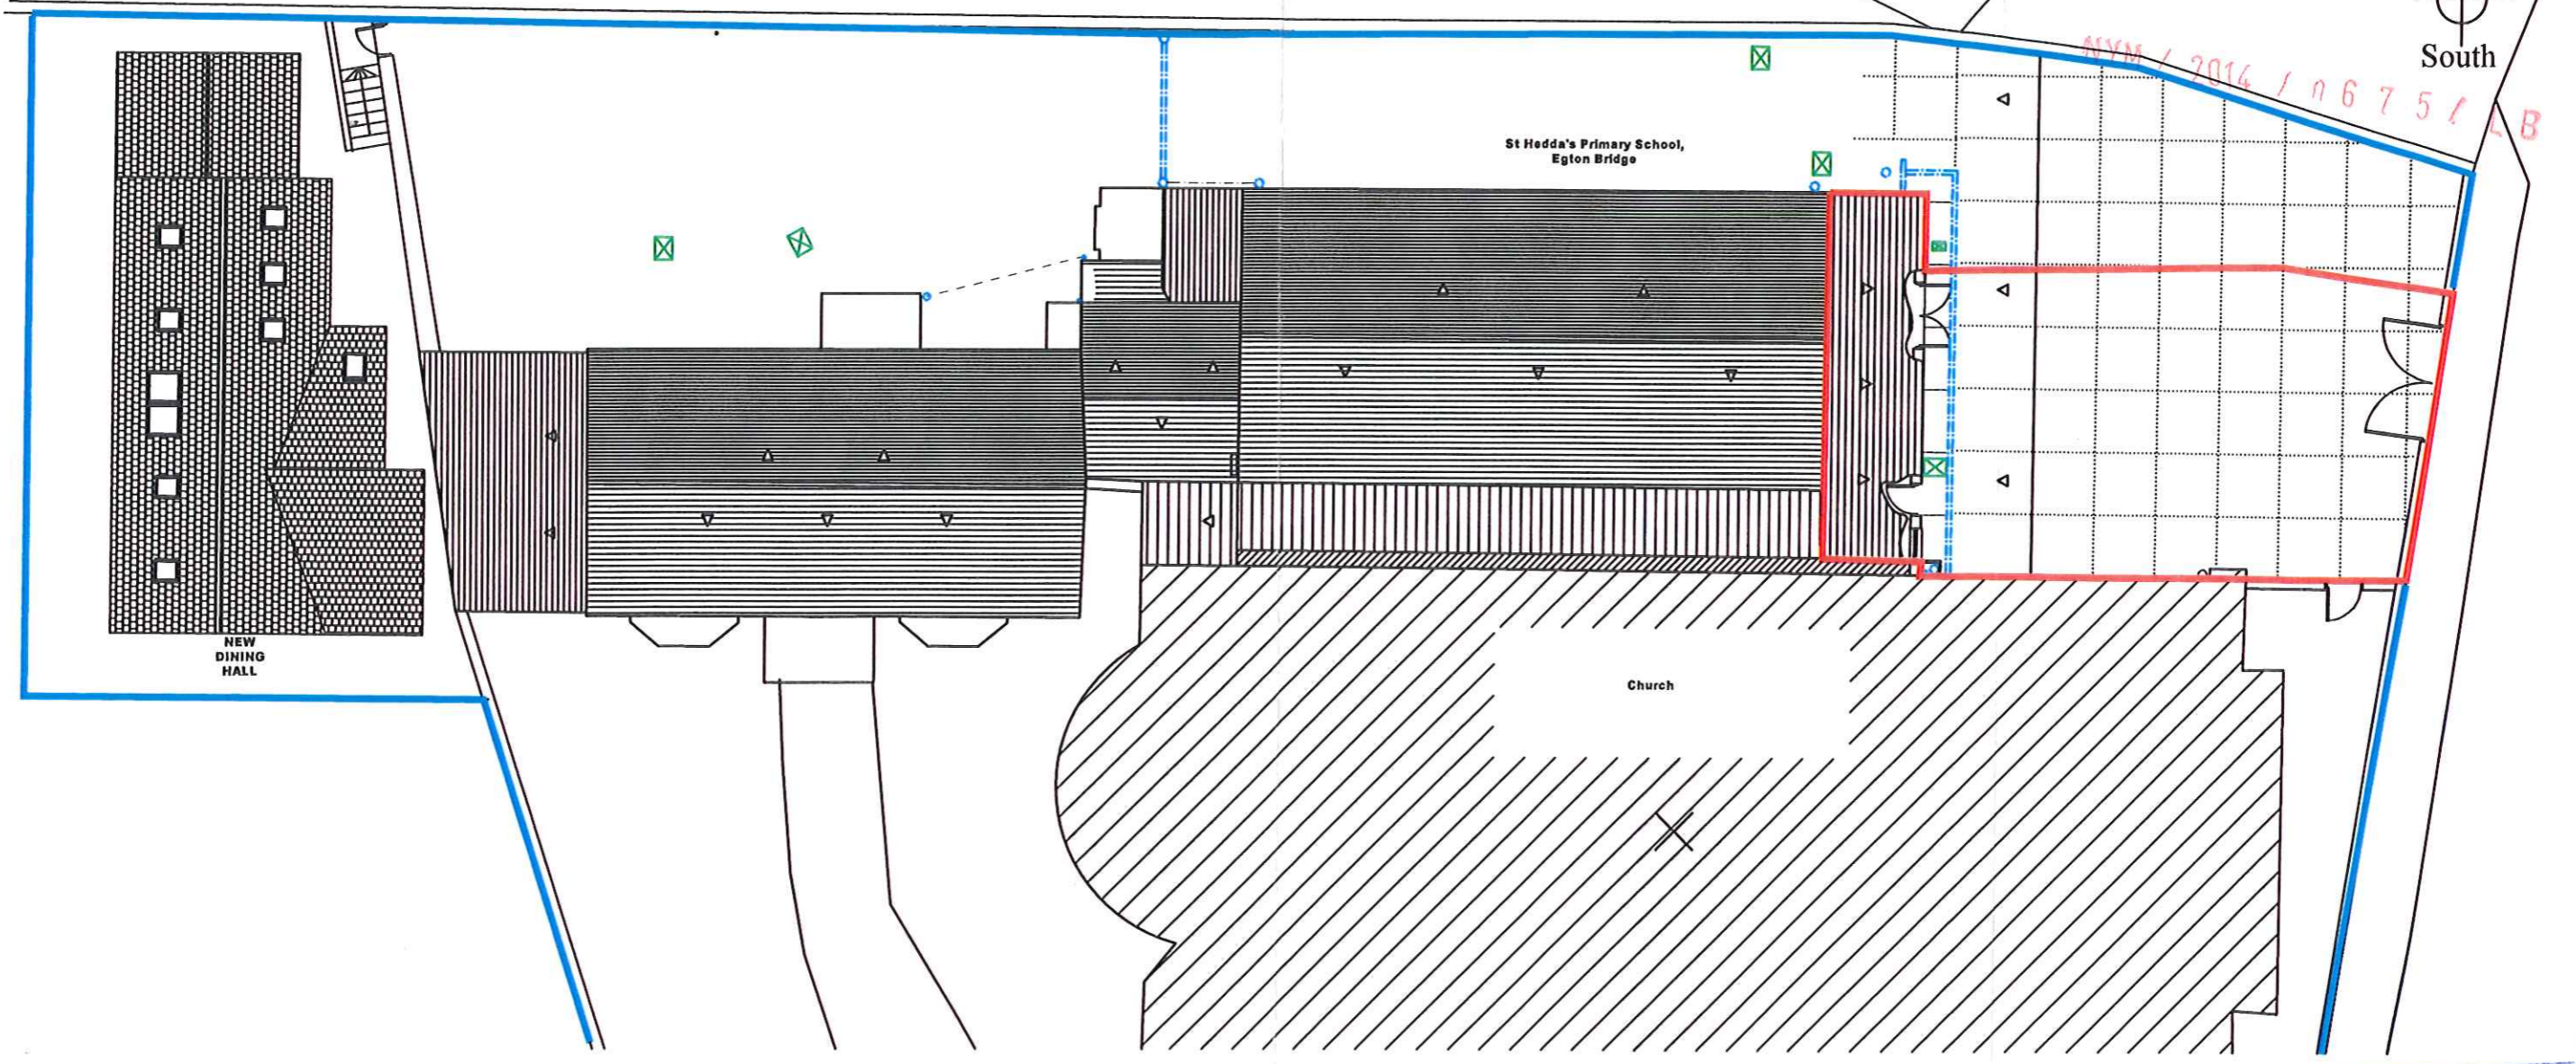 South
NYM / 2014 / 0675 / LB
St Hedda's Primary School,
Egton Bridge
NEW
DINING
HALL
Church